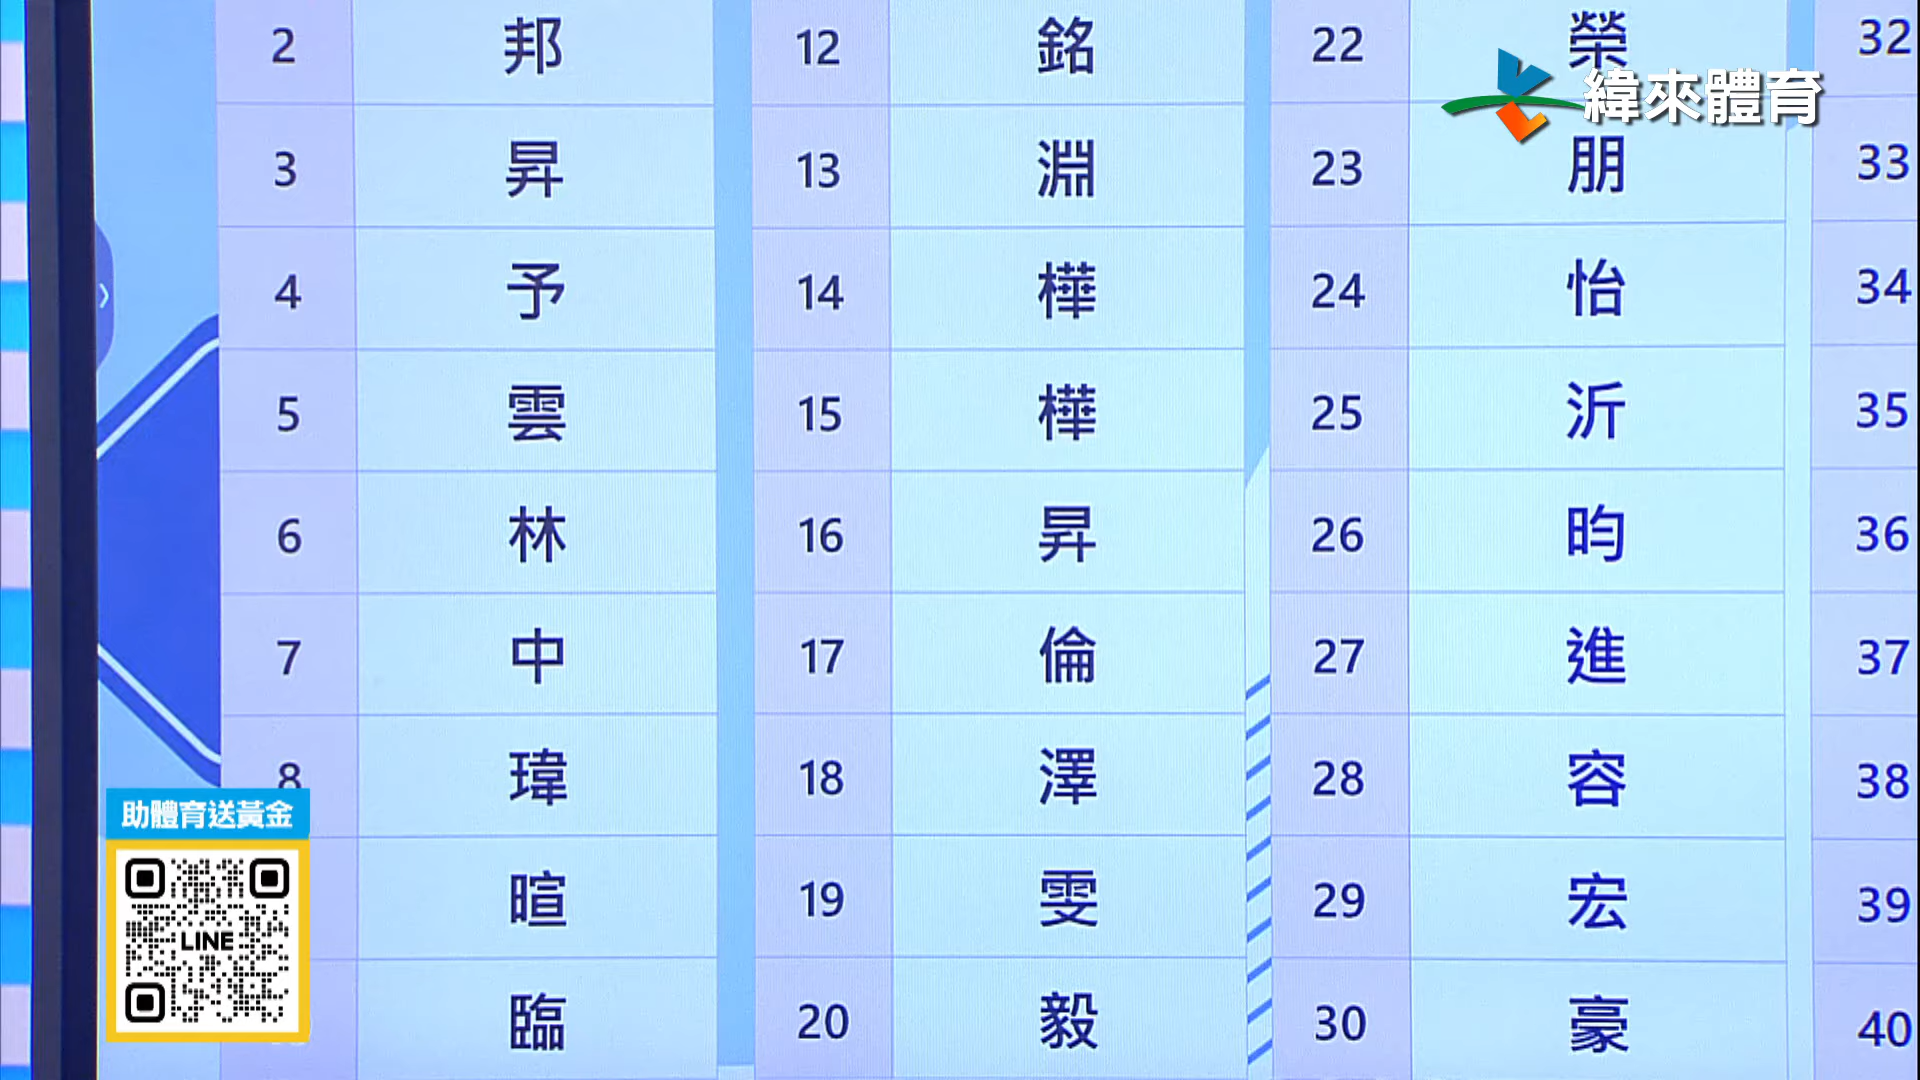 2 邦 12 銘 22 榮 32
緯來體育
3 昇 13 淵 23 朋 33
4 予 14 樺 24 怡 34
5 雲 15 樺 25 沂 35
6 林 16 昇 26 昀 36
7 中 17 倫 27 進 37
8 瑋 18 澤 28 容 38
助體育送黃金
暄 19 雯 29 宏 39
LINE
臨 20 毅 30 豪 40